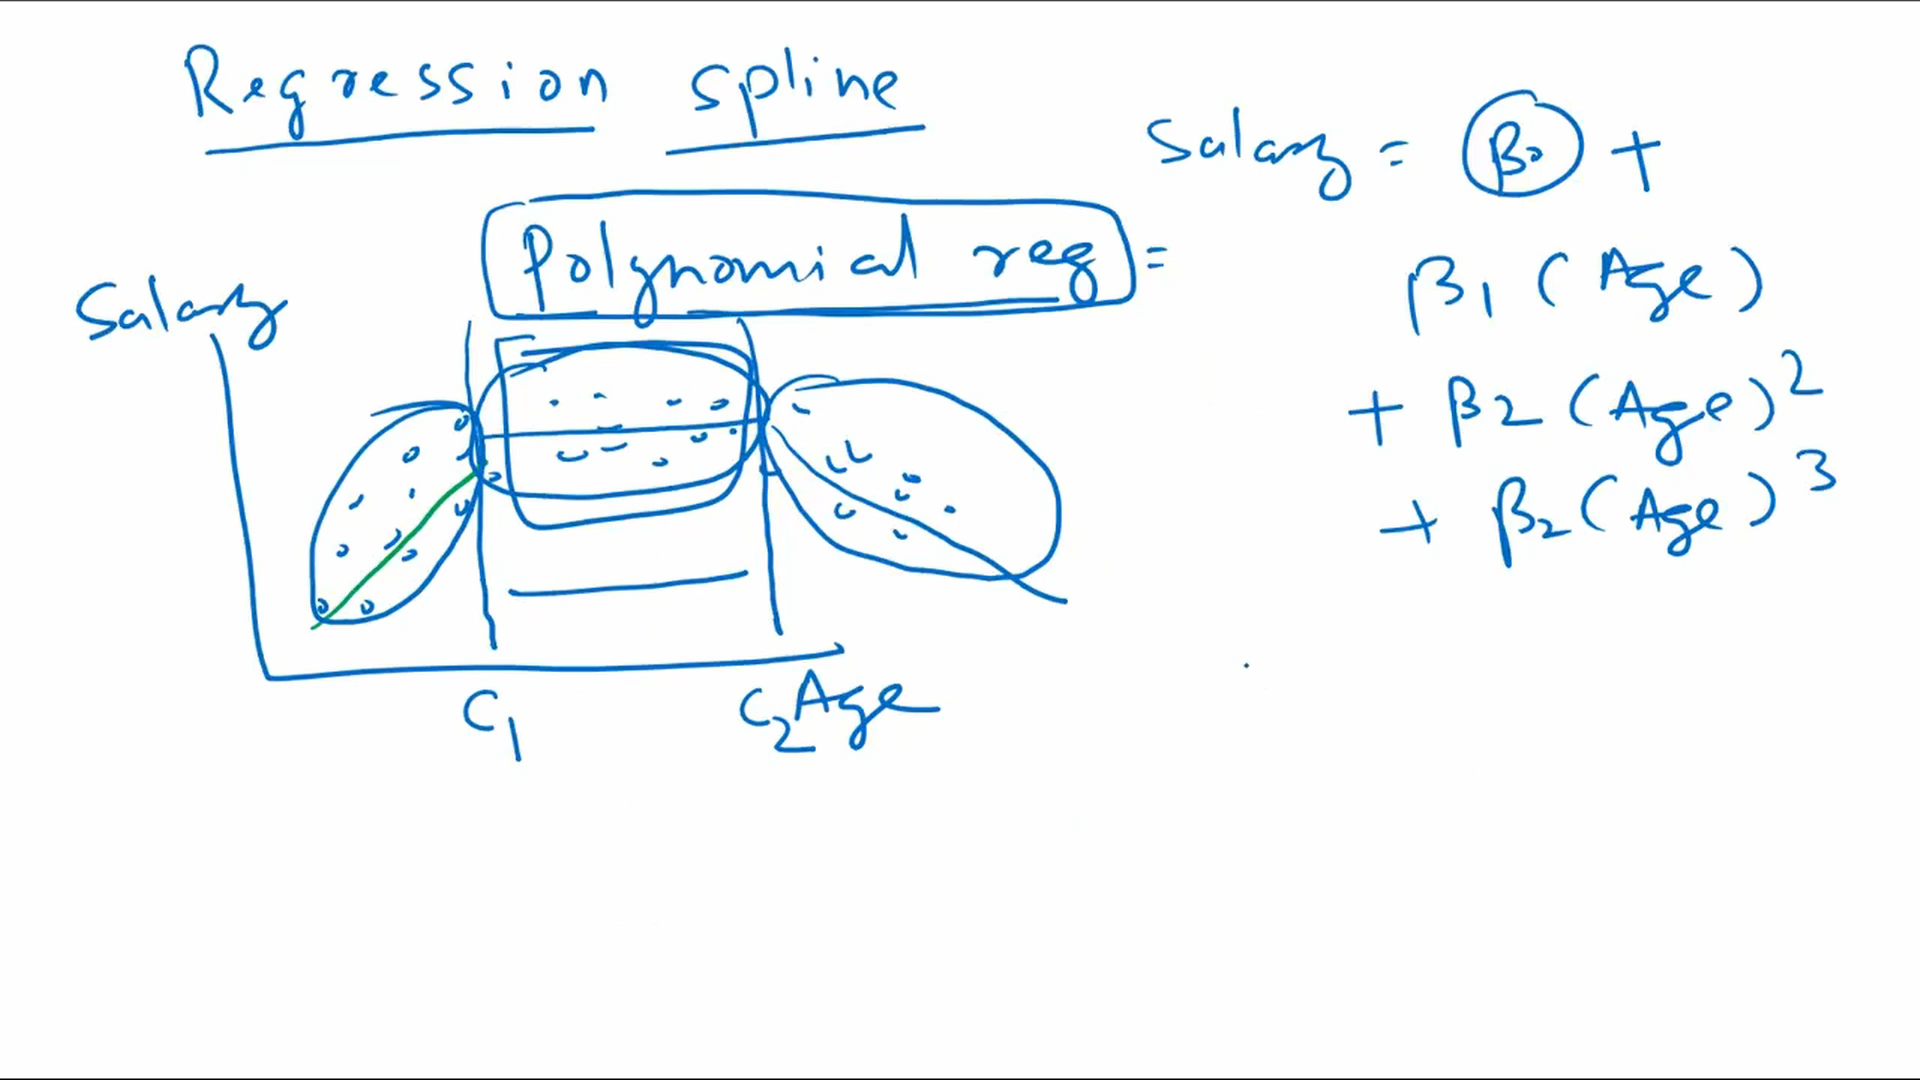 Regression spline
Salary = β0 +
Polynomial reg =
β1 (Age)
Salary
+ β2 (Age)²
+ β2 (Age)³
C1
C2 Age